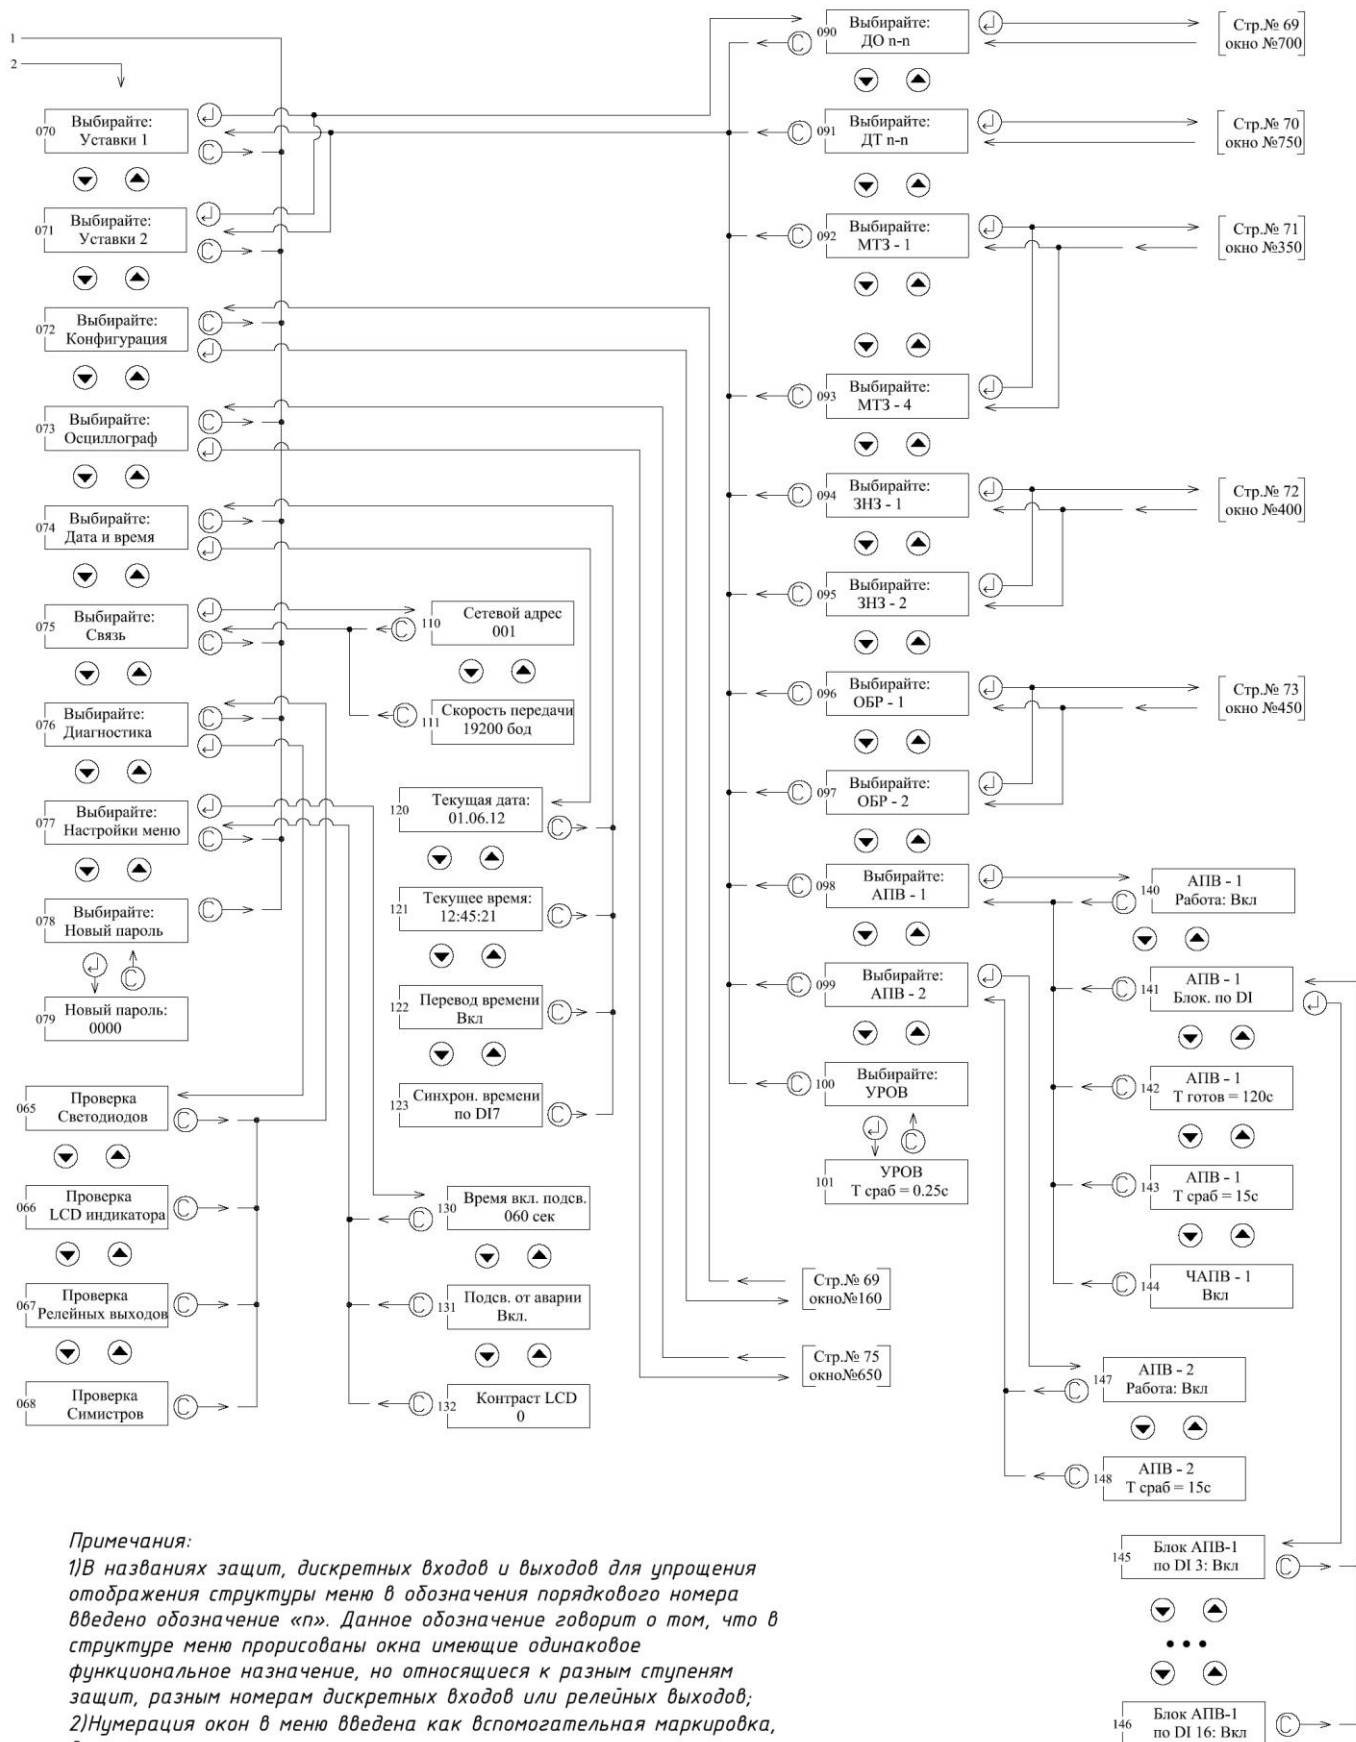 1
2
070
Выбирайте:
Уставки 1
071
Выбирайте:
Уставки 2
072
Выбирайте:
Конфигурация
073
Выбирайте:
Осциллограф
074
Выбирайте:
Дата и время
075
Выбирайте:
Связь
076
Выбирайте:
Диагностика
077
Выбирайте:
Настройки меню
078
Выбирайте:
Новый пароль
079
Новый пароль:
0000
065
Проверка
Светодиодов
066
Проверка
LCD индикатора
067
Проверка
Релейных выходов
068
Проверка
Симистров
110
Сетевой адрес
001
111
Скорость передачи
19200 бод
120
Текущая дата:
01.06.12
121
Текущее время:
12:45:21
122
Перевод времени
Вкл
123
Синхрон. времени
по DI7
130
Время вкл. подсв.
060 сек
131
Подсв. от аварии
Вкл.
132
Контраст LCD
0
090
Выбирайте:
ДО n-n
091
Выбирайте:
ДТ n-n
092
Выбирайте:
МТЗ - 1
093
Выбирайте:
МТЗ - 4
094
Выбирайте:
ЗНЗ - 1
095
Выбирайте:
ЗНЗ - 2
096
Выбирайте:
ОБР - 1
097
Выбирайте:
ОБР - 2
098
Выбирайте:
АПВ - 1
099
Выбирайте:
АПВ - 2
100
Выбирайте:
УРОВ
101
УРОВ
Т сраб = 0.25с
Стр.№ 69
окно№160
Стр.№ 75
окно№650
Стр.№ 69
окно №700
Стр.№ 70
окно №750
Стр.№ 71
окно №350
Стр.№ 72
окно №400
Стр.№ 73
окно №450
140
АПВ - 1
Работа: Вкл
141
АПВ - 1
Блок. по DI
142
АПВ - 1
Т готов = 120с
143
АПВ - 1
Т сраб = 15с
144
ЧАПВ - 1
Вкл
147
АПВ - 2
Работа: Вкл
148
АПВ - 2
Т сраб = 15с
145
Блок АПВ-1
по DI 3: Вкл
146
Блок АПВ-1
по DI 16: Вкл
Примечания:
1)В названиях защит, дискретных входов и выходов для упрощения
отображения структуры меню в обозначения порядкового номера
введено обозначение «n». Данное обозначение говорит о том, что в
структуре меню прорисованы окна имеющие одинаковое
функциональное назначение, но относящиеся к разным ступеням
защит, разным номерам дискретных входов или релейных выходов;
2)Нумерация окон в меню введена как вспомогательная маркировка,